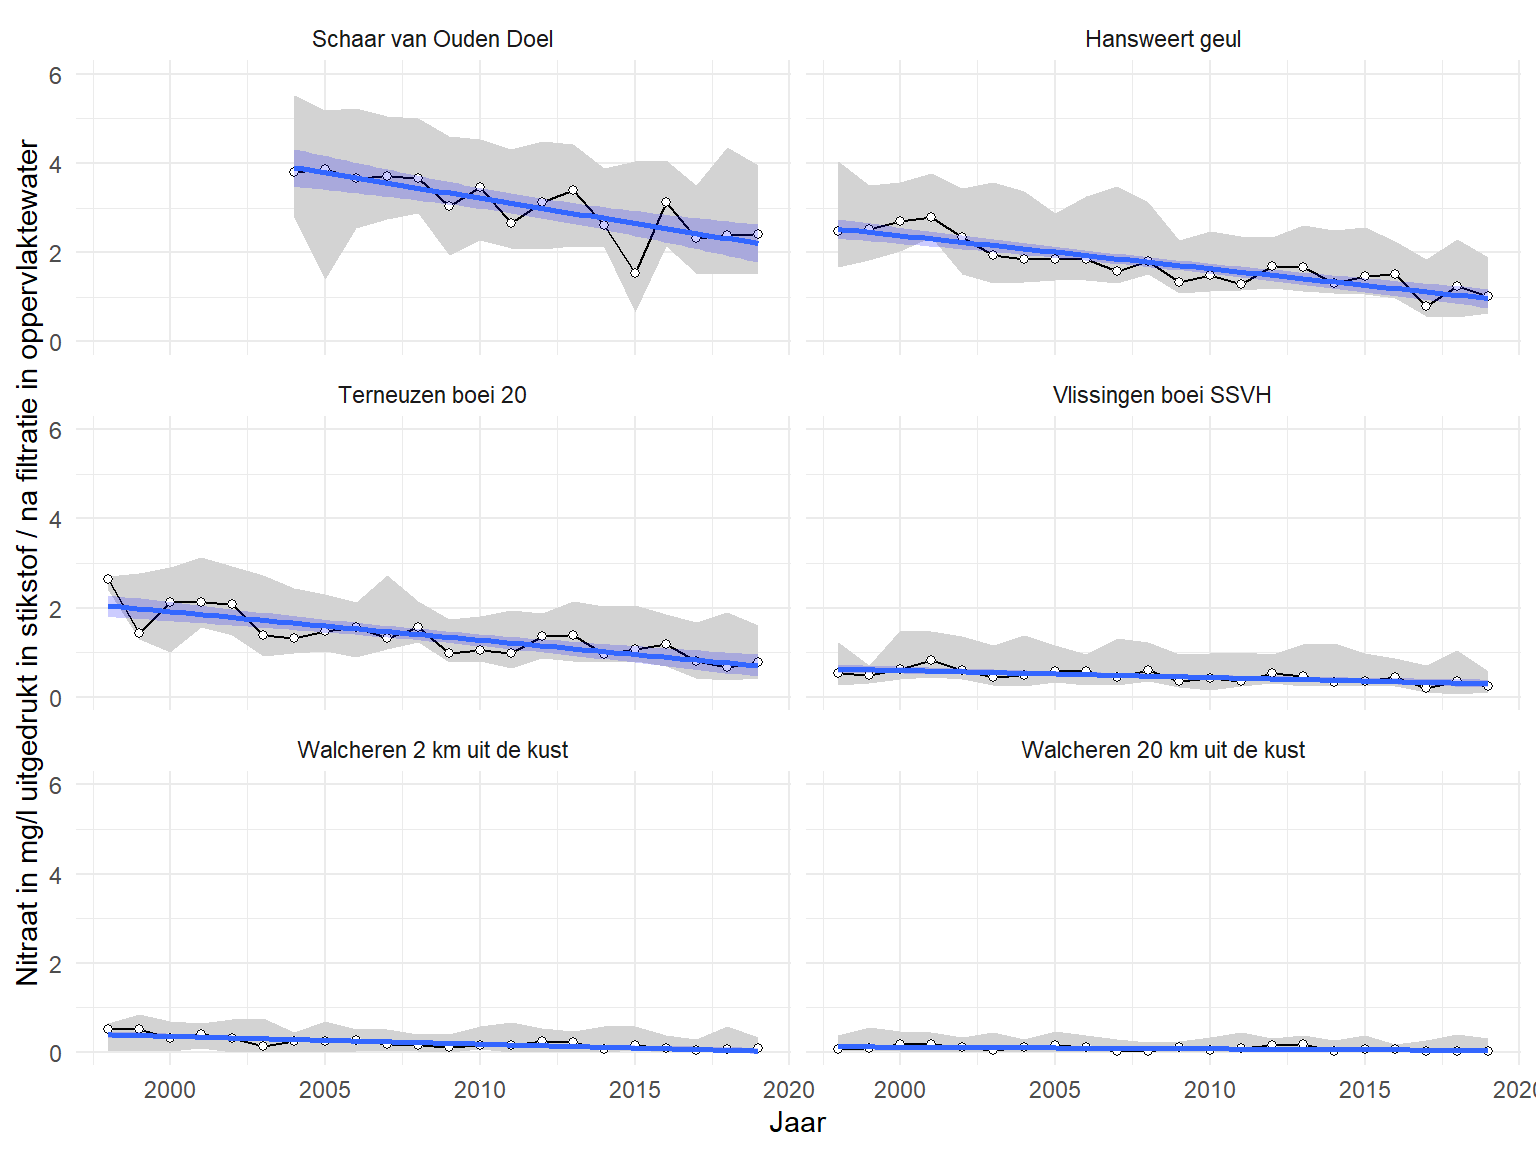 Schaar van Ouden Doel
Hansweert geul
6
4
2
0
Terneuzen boei 20
Vlissingen boei SSVH
6
4
2
0
Walcheren 2 km uit de kust
Walcheren 20 km uit de kust
6
4
2
0
2000 2005 2010 2015 2020
2000 2005 2010 2015 2020
Jaar
Nitraat in mg/l uitgedrukt in stikstof / na filtratie in oppervlaktewater